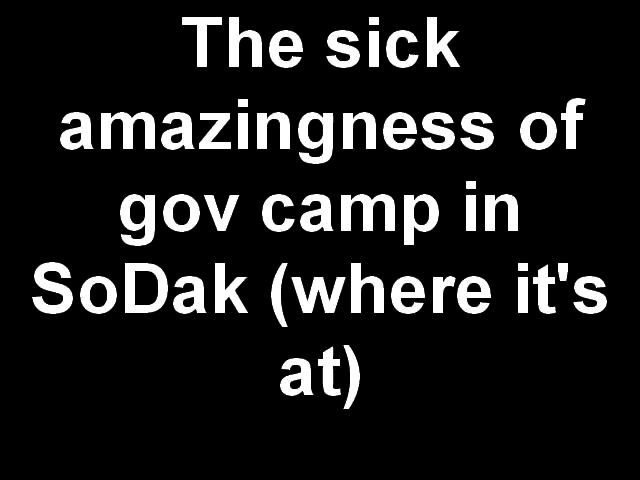 The sick
amazingness of
gov camp in
SoDak (where it's
at)